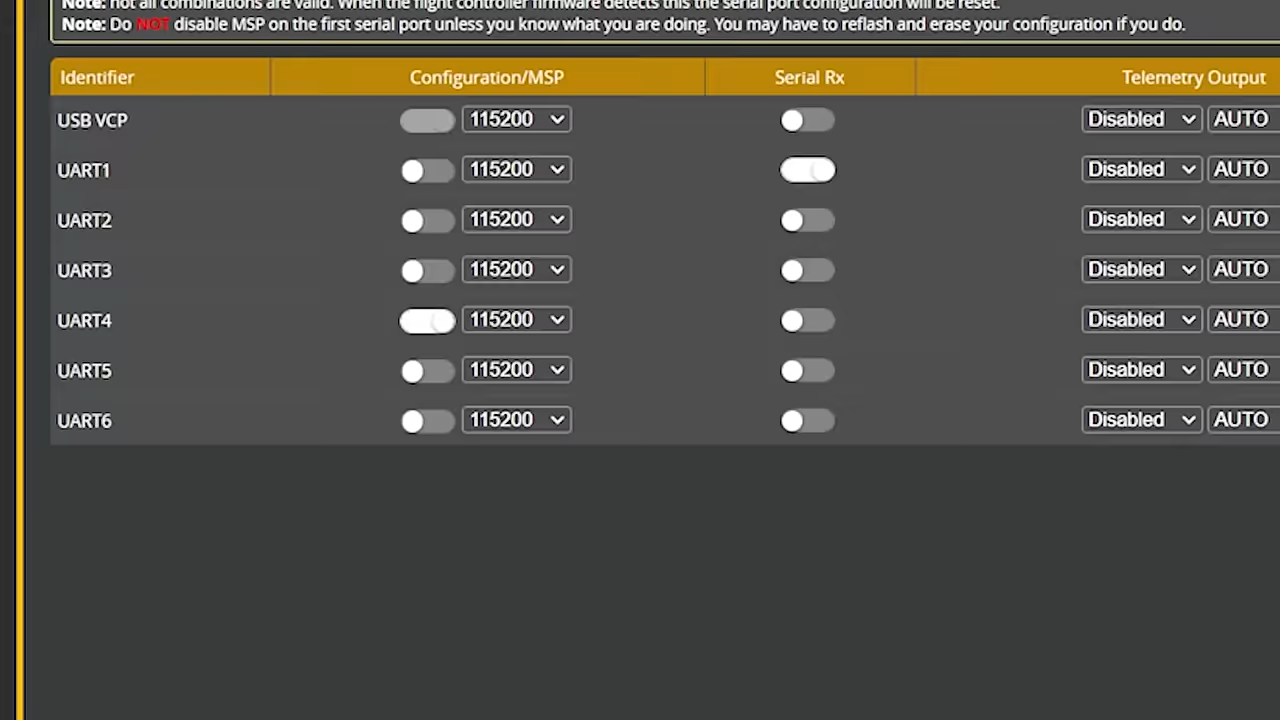 Note: not all combinations are valid. When the flight controller firmware detects this the serial port configuration will be reset.
Note: Do NOT disable MSP on the first serial port unless you know what you are doing. You may have to reflash and erase your configuration if you do.
Identifier Configuration/MSP Serial Rx Telemetry Output
USB VCP 115200 Disabled AUTO
UART1 115200 Disabled AUTO
UART2 115200 Disabled AUTO
UART3 115200 Disabled AUTO
UART4 115200 Disabled AUTO
UART5 115200 Disabled AUTO
UART6 115200 Disabled AUTO